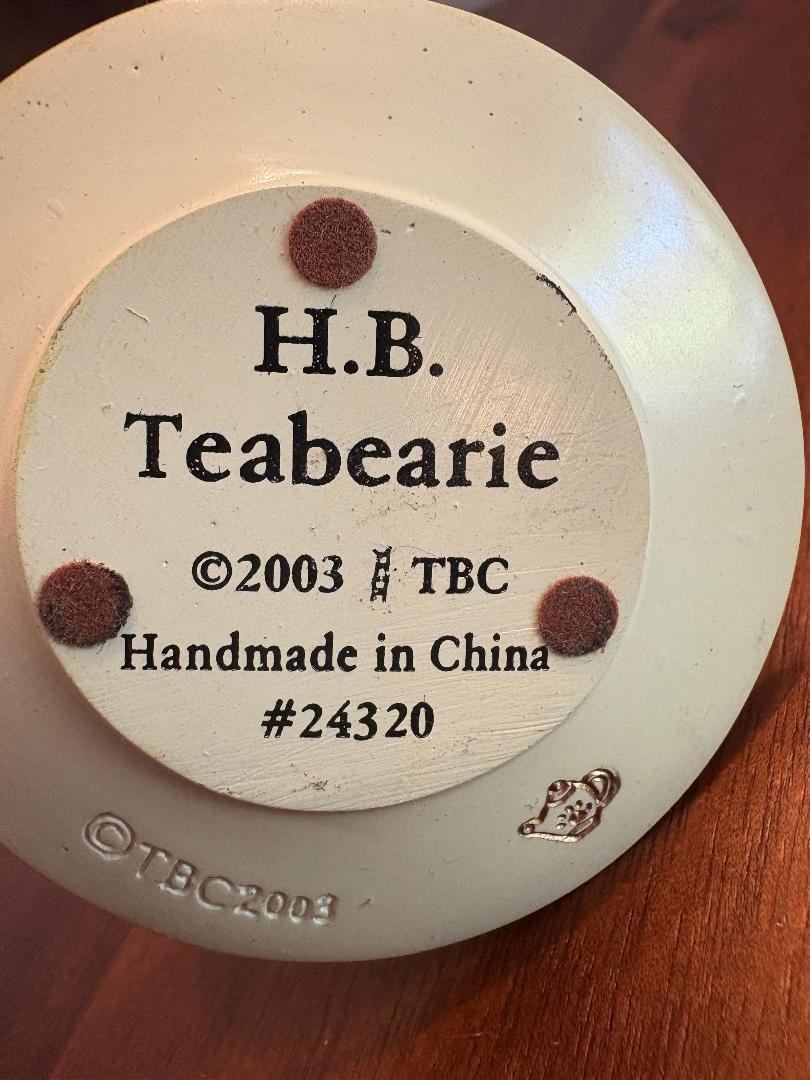 H.B.
Teabearie
©2003 TBC
Handmade in China
#24320
©TBC2003